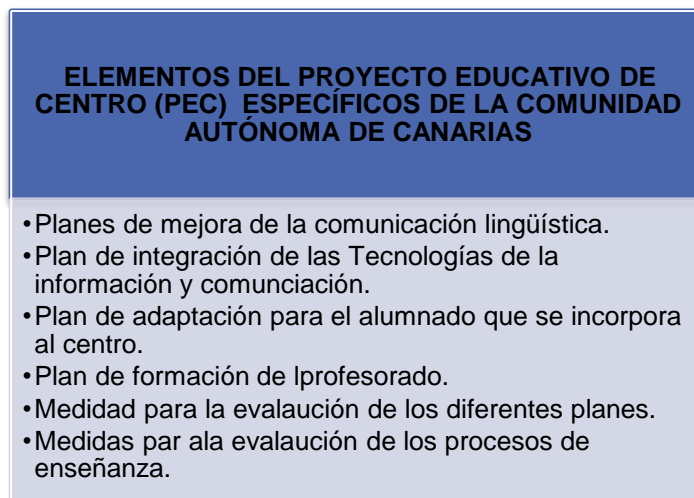 ELEMENTOS DEL PROYECTO EDUCATIVO DE
CENTRO (PEC) ESPECÍFICOS DE LA COMUNIDAD
AUTÓNOMA DE CANARIAS
•Planes de mejora de la comunicación lingüística.
•Plan de integración de las Tecnologías de la
información y comunciación.
•Plan de adaptación para el alumnado que se incorpora
al centro.
•Plan de formación de lprofesorado.
•Medidad para la evalaución de los diferentes planes.
•Medidas par ala evalaución de los procesos de
enseñanza.